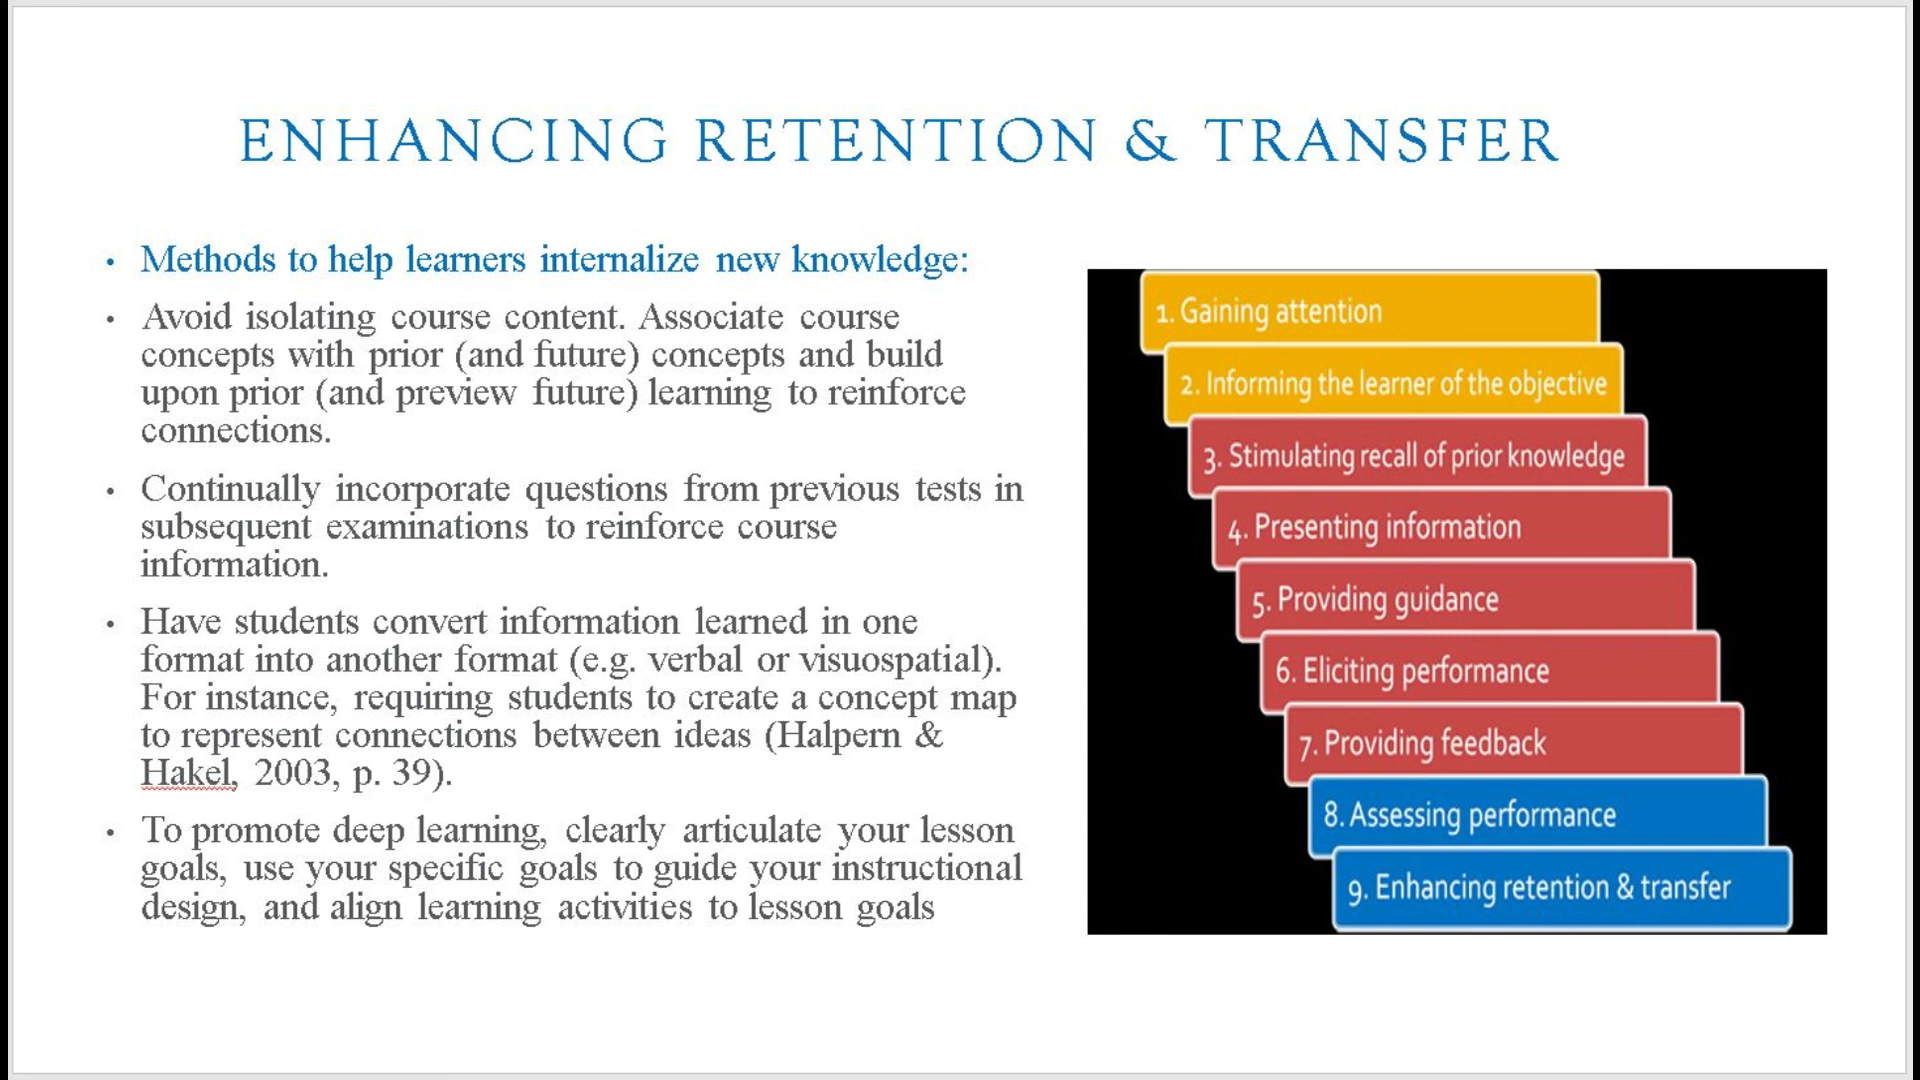 ENHANCING RETENTION & TRANSFER
• Methods to help learners internalize new knowledge:
• Avoid isolating course content. Associate course
concepts with prior (and future) concepts and build
upon prior (and preview future) learning to reinforce
connections.
• Continually incorporate questions from previous tests in
subsequent examinations to reinforce course
information.
• Have students convert information learned in one
format into another format (e.g. verbal or visuospatial).
For instance, requiring students to create a concept map
to represent connections between ideas (Halpern &
Hakel, 2003, p. 39).
• To promote deep learning, clearly articulate your lesson
goals, use your specific goals to guide your instructional
design, and align learning activities to lesson goals
1. Gaining attention
2. Informing the learner of the objective
3. Stimulating recall of prior knowledge
4. Presenting information
5. Providing guidance
6. Eliciting performance
7. Providing feedback
8. Assessing performance
9. Enhancing retention & transfer